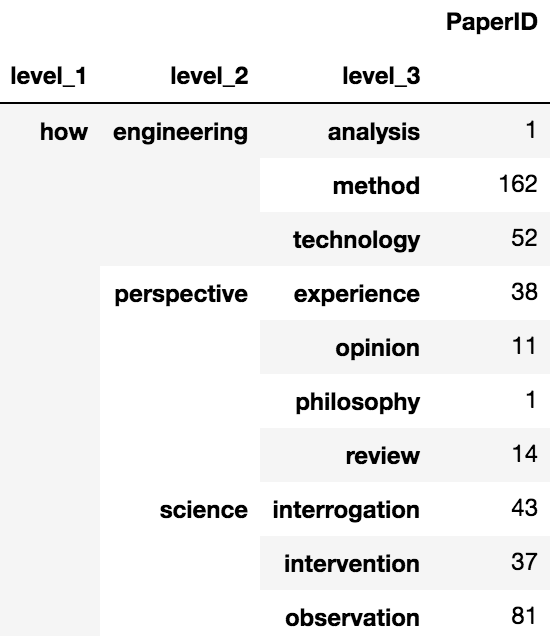 PaperID
level_1 level_2 level_3
how engineering analysis 1
method 162
technology 52
perspective experience 38
opinion 11
philosophy 1
review 14
science interrogation 43
intervention 37
observation 81